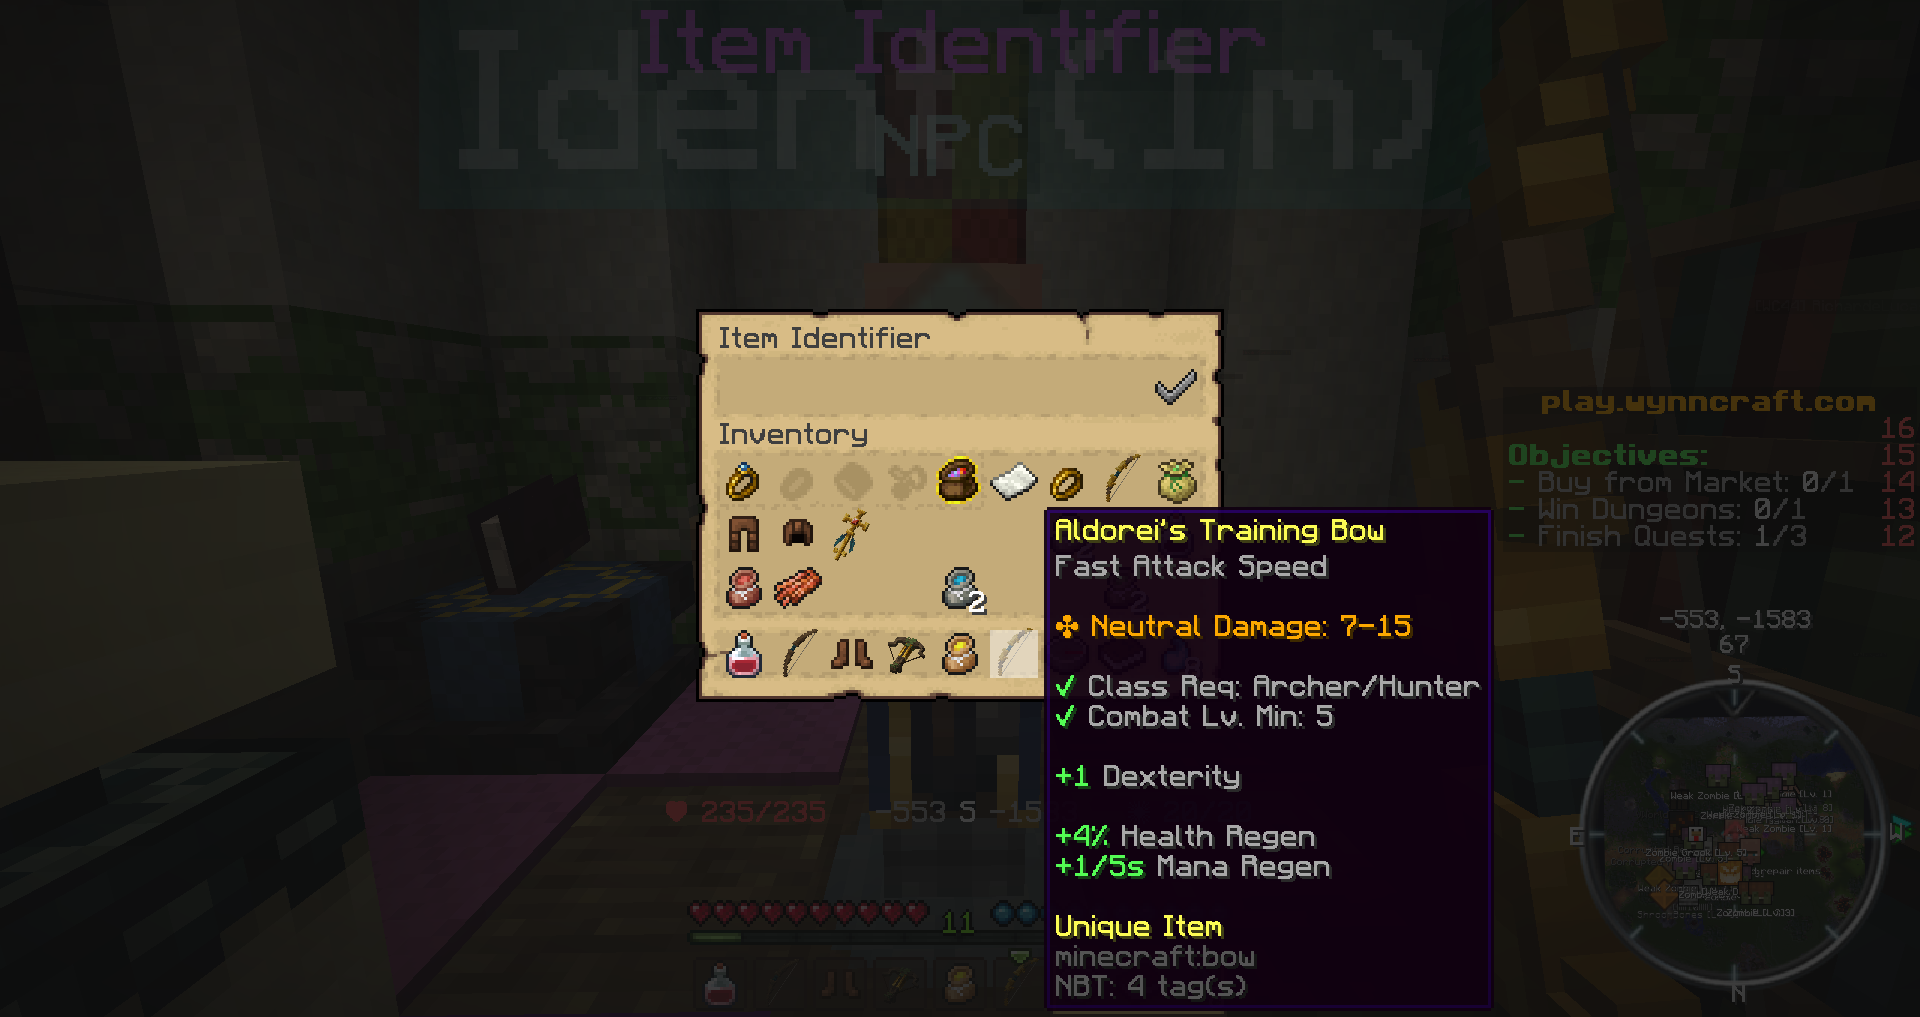 Item Identifier
Iden
(1m)
NPC
Item Identifier
Inventory
2
Aldorei's Training Bow
Fast Attack Speed
Neutral Damage: 7-15
✓ Class Req: Archer/Hunter
✓ Combat Lv. Min: 5
+1 Dexterity
+4% Health Regen
+1/5s Mana Regen
Unique Item
minecraft:bow
NBT: 4 tag(s)
play.wynncraft.com
16
Objectives:
15
- Buy from Market: 0/1
14
- Win Dungeons: 0/1
13
- Finish Quests: 1/3
12
-553, -1583
67
S
E
W
N
235/235
-553 S -15
11